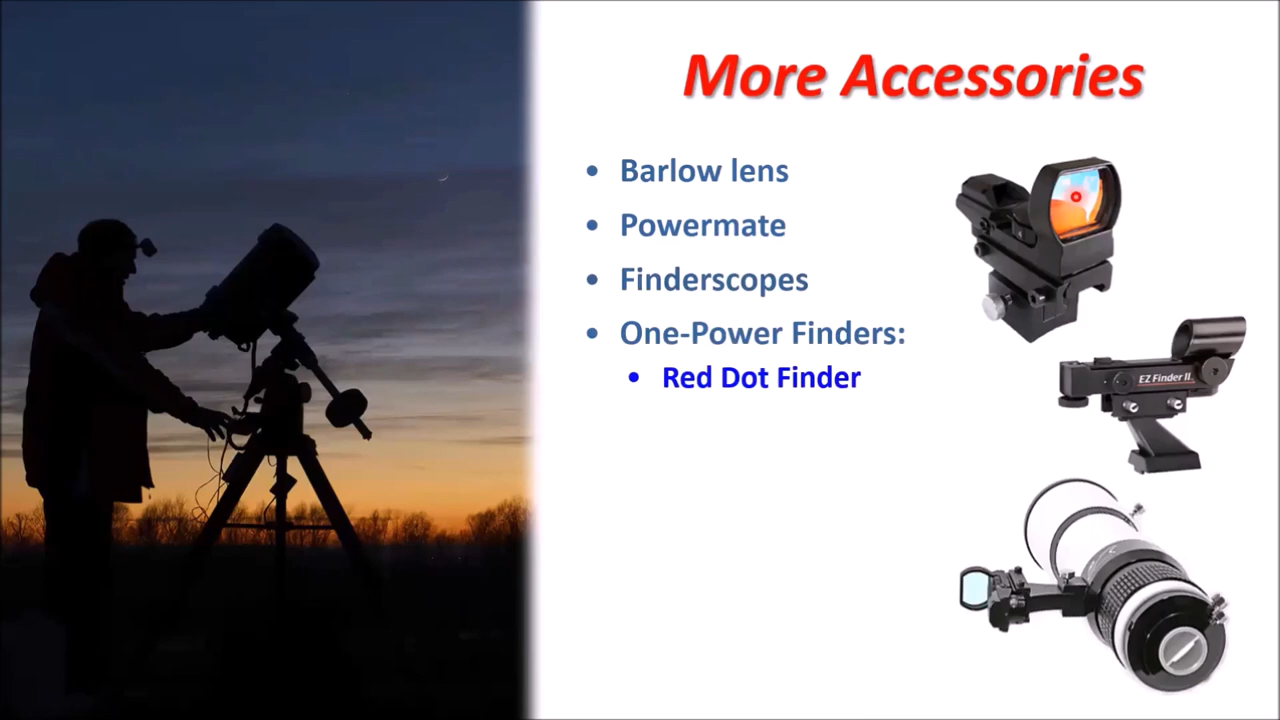 More Accessories
• Barlow lens
• Powermate
• Finderscopes
• One-Power Finders:
• Red Dot Finder
EZ Finder II